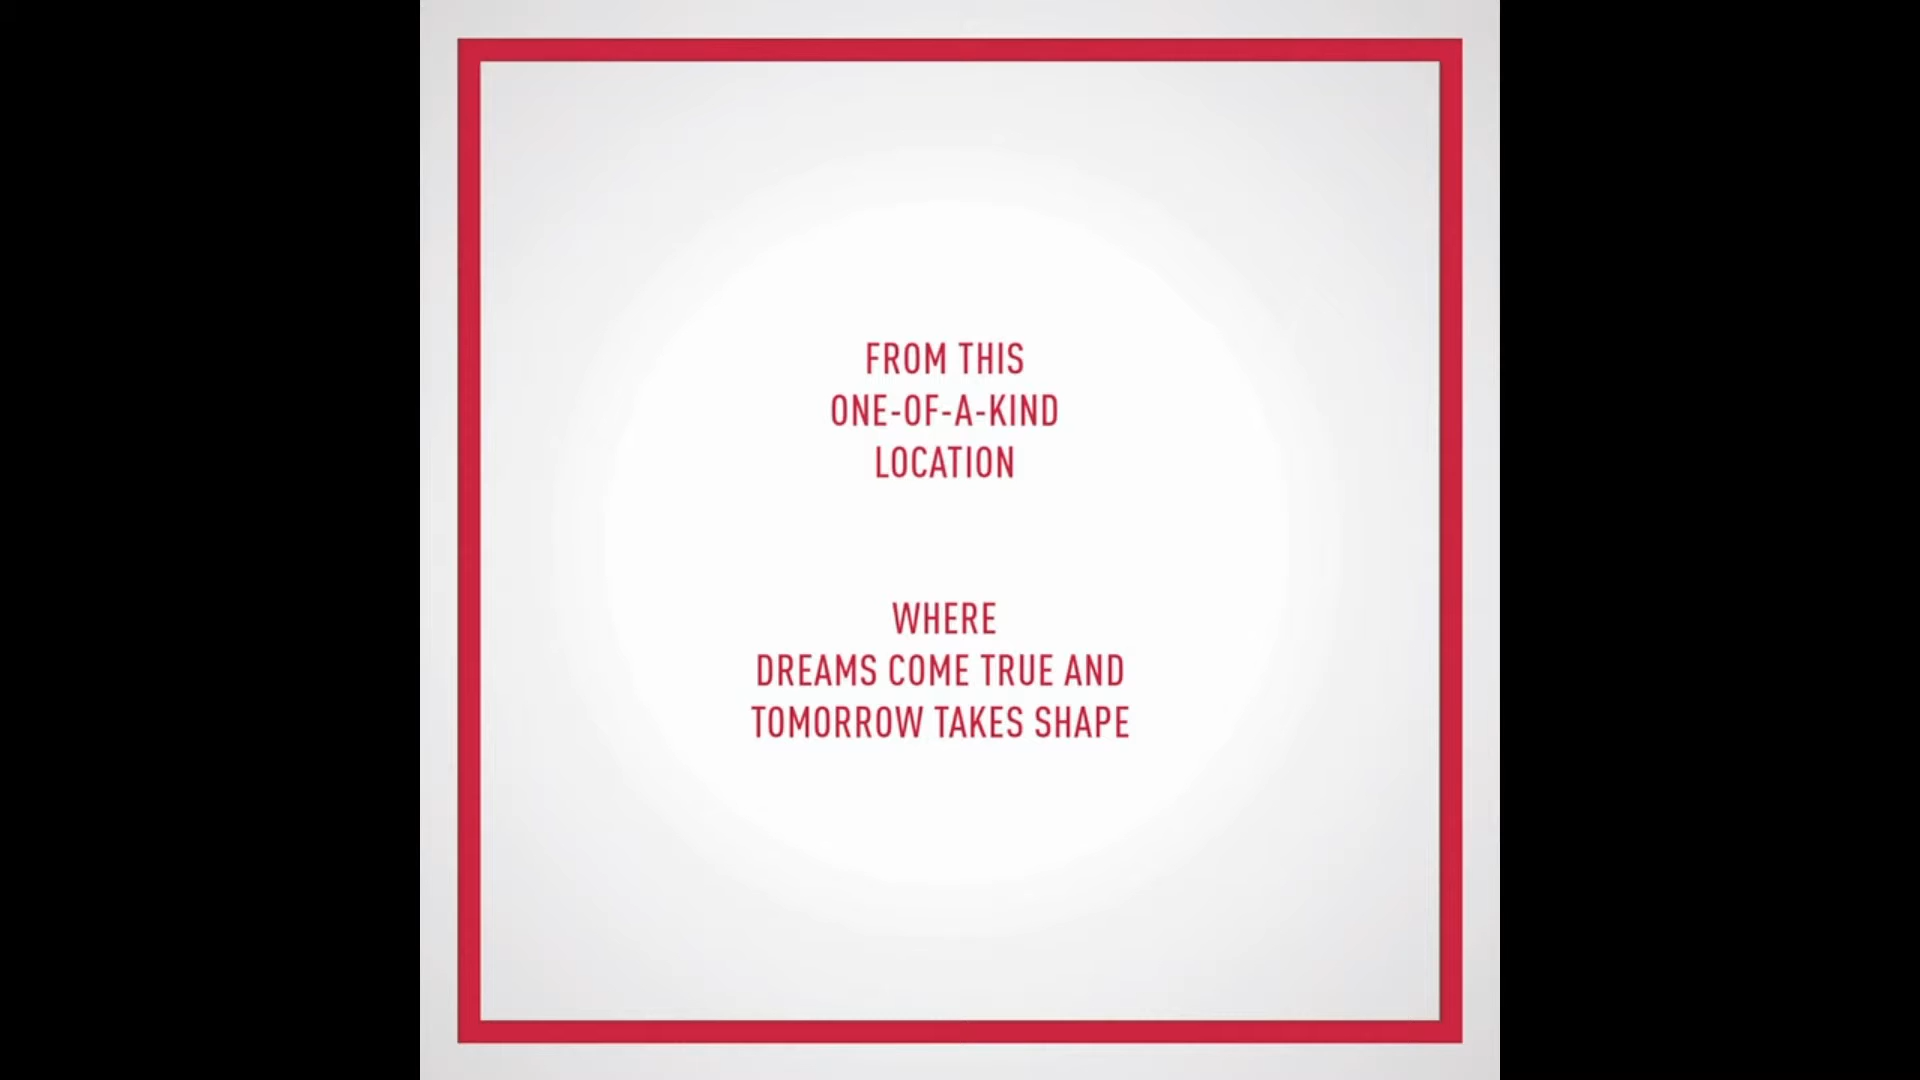 FROM THIS
ONE-OF-A-KIND
LOCATION
WHERE
DREAMS COME TRUE AND
TOMORROW TAKES SHAPE